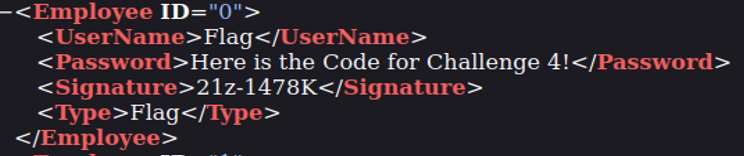 −<Employee ID="0">
<UserName>Flag</UserName>
<Password>Here is the Code for Challenge 4!</Password>
<Signature>21z-1478K</Signature>
<Type>Flag</Type>
</Employee>